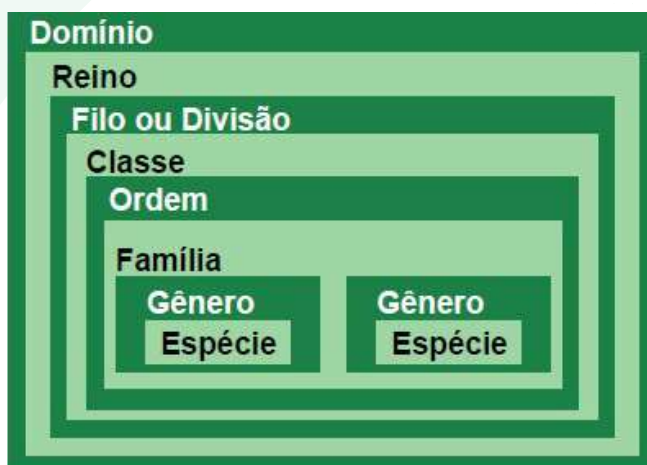 Domínio
Reino
Filo ou Divisão
Classe
Ordem
Família
Gênero Gênero
Espécie Espécie